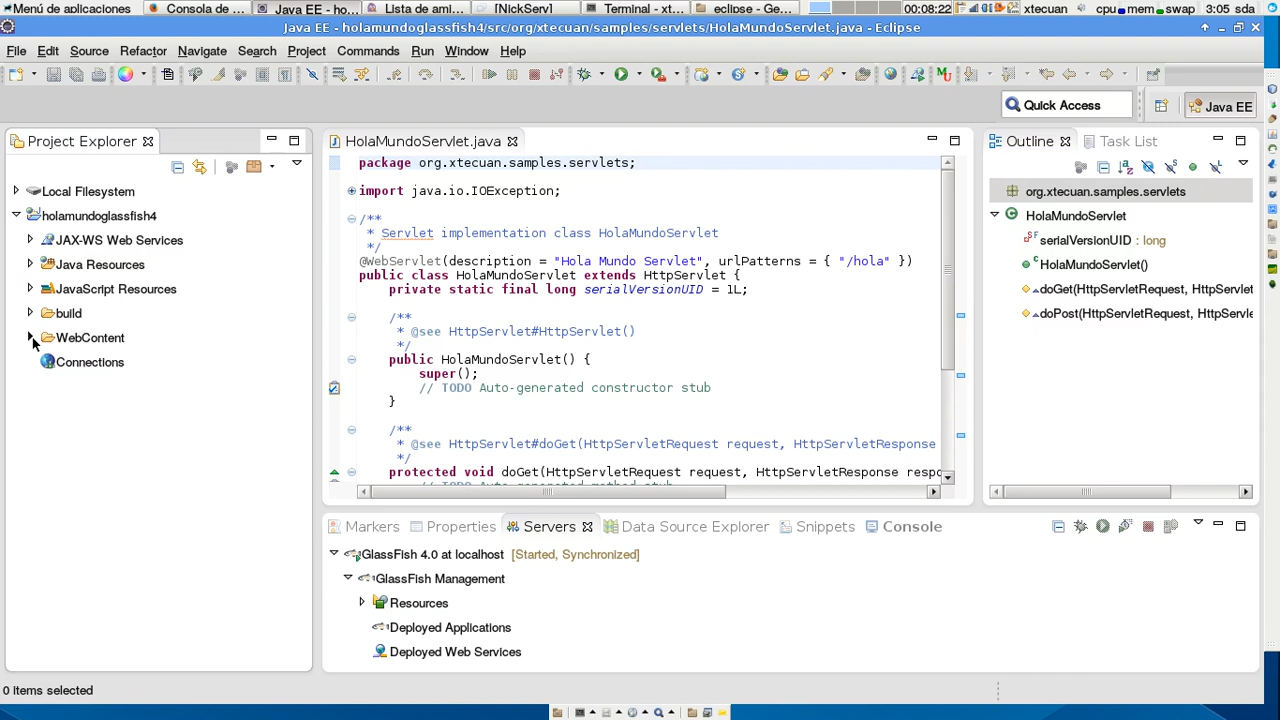 Menú de aplicaciones
Consola de ...
Java EE - ho...
Lista de ami...
[NickServ]
Terminal - xt...
eclipse - Ge...
00:08:22
xtecuan
cpu
mem
swap
3:05
sda
Java EE - holamundoglassfish4/src/org/xtecuan/samples/servlets/HolaMundoServlet.java - Eclipse
File Edit Source Refactor Navigate Search Project Commands Run Window Help
Quick Access
Java EE
Project Explorer
Local Filesystem
holamundoglassfish4
JAX-WS Web Services
Java Resources
JavaScript Resources
build
WebContent
Connections
HolaMundoServlet.java
package org.xtecuan.samples.servlets;
import java.io.IOException;
/**
* Servlet implementation class HolaMundoServlet
*/
@WebServlet(description = "Hola Mundo Servlet", urlPatterns = { "/hola" })
public class HolaMundoServlet extends HttpServlet {
private static final long serialVersionUID = 1L;
/**
* @see HttpServlet#HttpServlet()
*/
public HolaMundoServlet() {
super();
// TODO Auto-generated constructor stub
}
/**
* @see HttpServlet#doGet(HttpServletRequest request, HttpServletResponse
*/
protected void doGet(HttpServletRequest request, HttpServletResponse respo
// TODO Auto-generated method stub
Outline
Task List
org.xtecuan.samples.servlets
HolaMundoServlet
serialVersionUID : long
HolaMundoServlet()
doGet(HttpServletRequest, HttpServlet
doPost(HttpServletRequest, HttpServle
Markers
Properties
Servers
Data Source Explorer
Snippets
Console
GlassFish 4.0 at localhost [Started, Synchronized]
GlassFish Management
Resources
Deployed Applications
Deployed Web Services
0 items selected